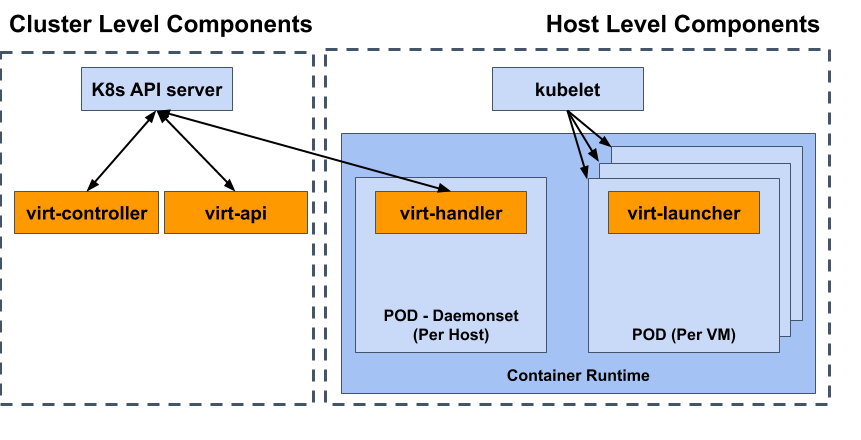 Cluster Level Components
Host Level Components
K8s API server
kubelet
virt-controller
virt-api
virt-handler
virt-launcher
POD - Daemonset
(Per Host)
POD (Per VM)
Container Runtime